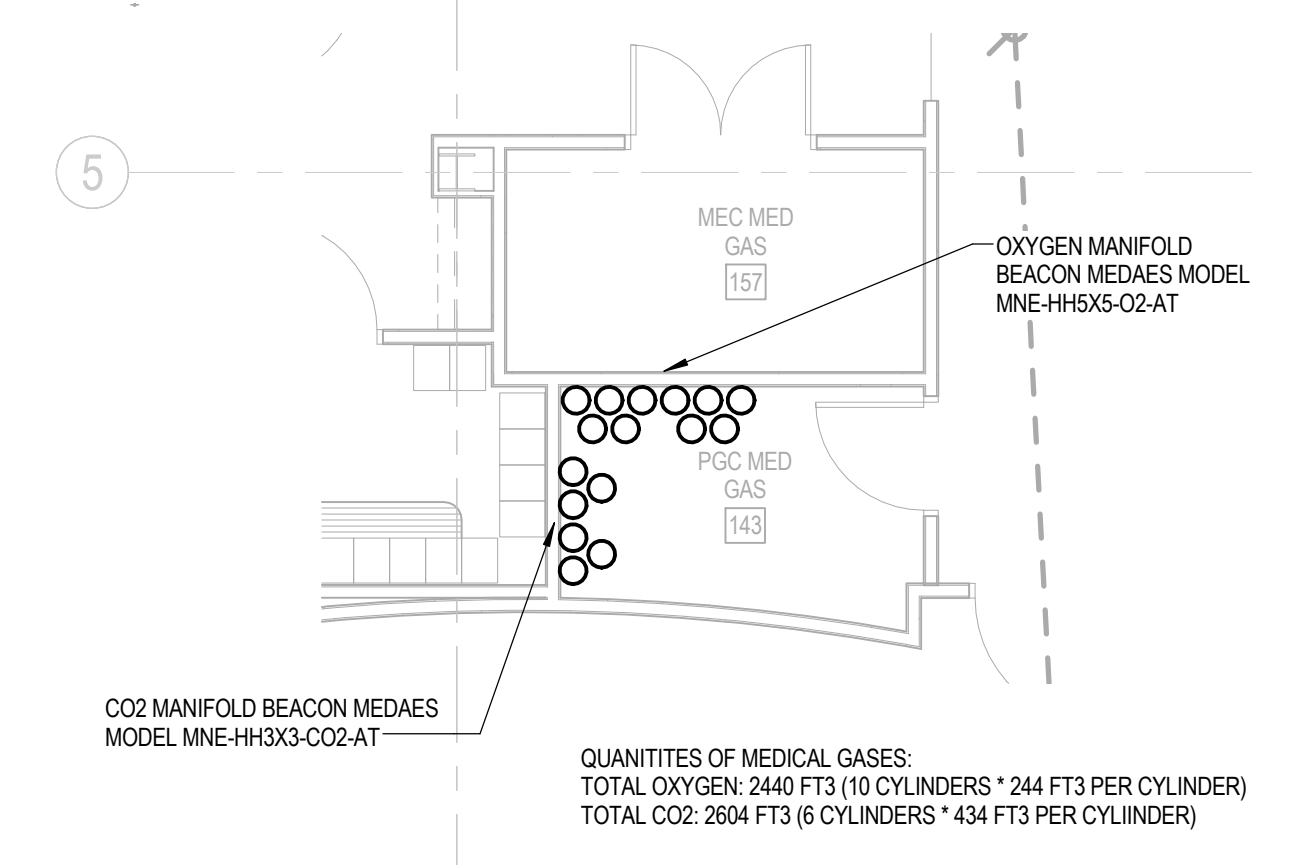 5
MEC MED
GAS
157
OXYGEN MANIFOLD
BEACON MEDAES MODEL
MNE-HH5X5-O2-AT
PGC MED
GAS
143
CO2 MANIFOLD BEACON MEDAES
MODEL MNE-HH3X3-CO2-AT
QUANITITES OF MEDICAL GASES:
TOTAL OXYGEN: 2440 FT3 (10 CYLINDERS * 244 FT3 PER CYLINDER)
TOTAL CO2: 2604 FT3 (6 CYLINDERS * 434 FT3 PER CYLIINDER)